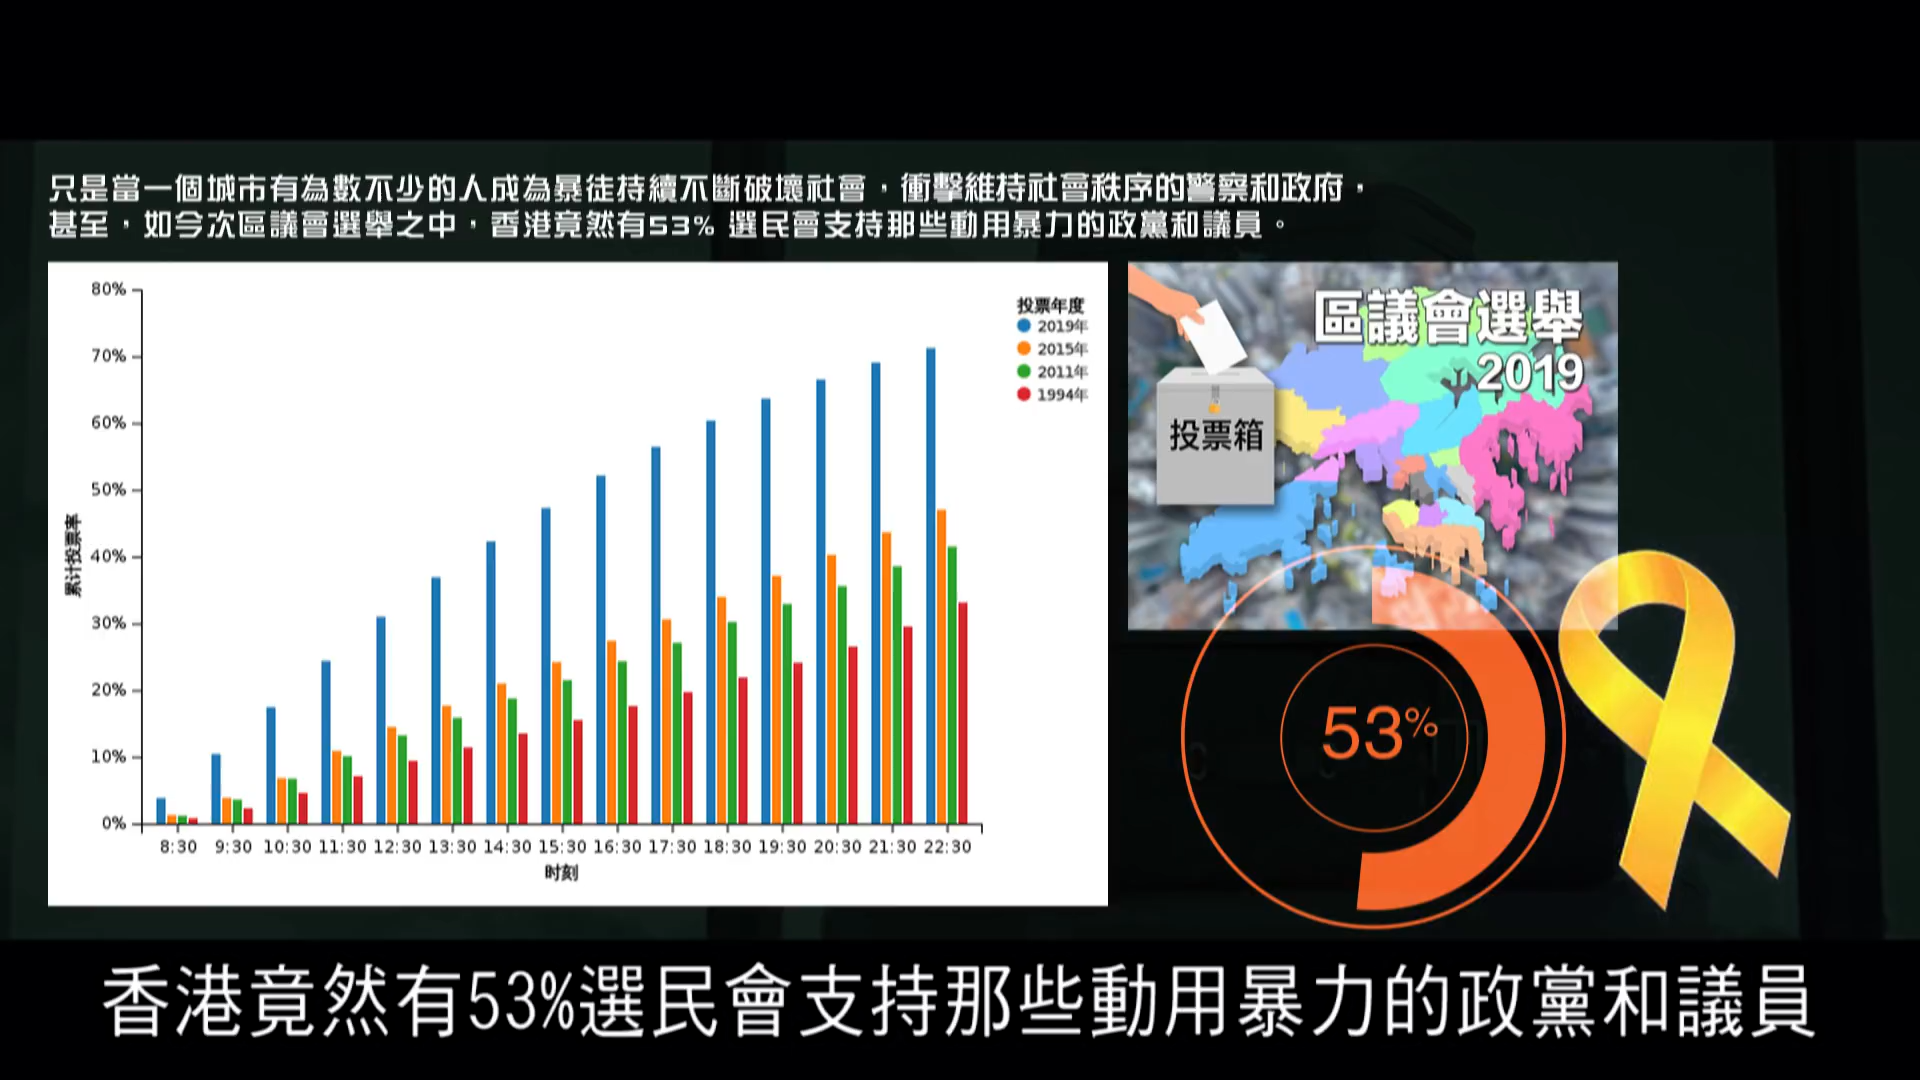 只是當一個城市有為數不少的人成為暴徒持續不斷破壞社會，衝擊維持社會秩序的警察和政府，
甚至，如今次區議會選舉之中，香港竟然有53% 選民會支持那些動用暴力的政黨和議員。
80%
70%
60%
50%
40%
30%
20%
10%
0%
累计投票率
8:30 9:30 10:30 11:30 12:30 13:30 14:30 15:30 16:30 17:30 18:30 19:30 20:30 21:30 22:30
时刻
投票年度
2019年
2015年
2011年
1994年
區議會選舉
2019
投票箱
53%
香港竟然有53%選民會支持那些動用暴力的政黨和議員